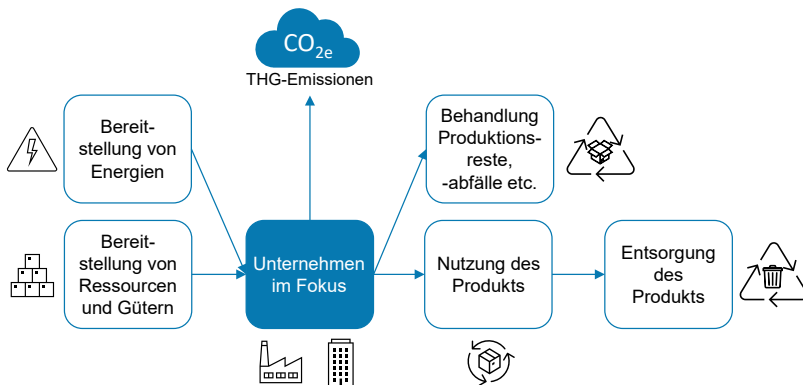 CO2e
THG-Emissionen
Bereit-
stellung von
Energien
Behandlung
Produktions-
reste,
-abfälle etc.
Bereit-
stellung von
Ressourcen
und Gütern
Unternehmen
im Fokus
Nutzung des
Produkts
Entsorgung
des
Produkts